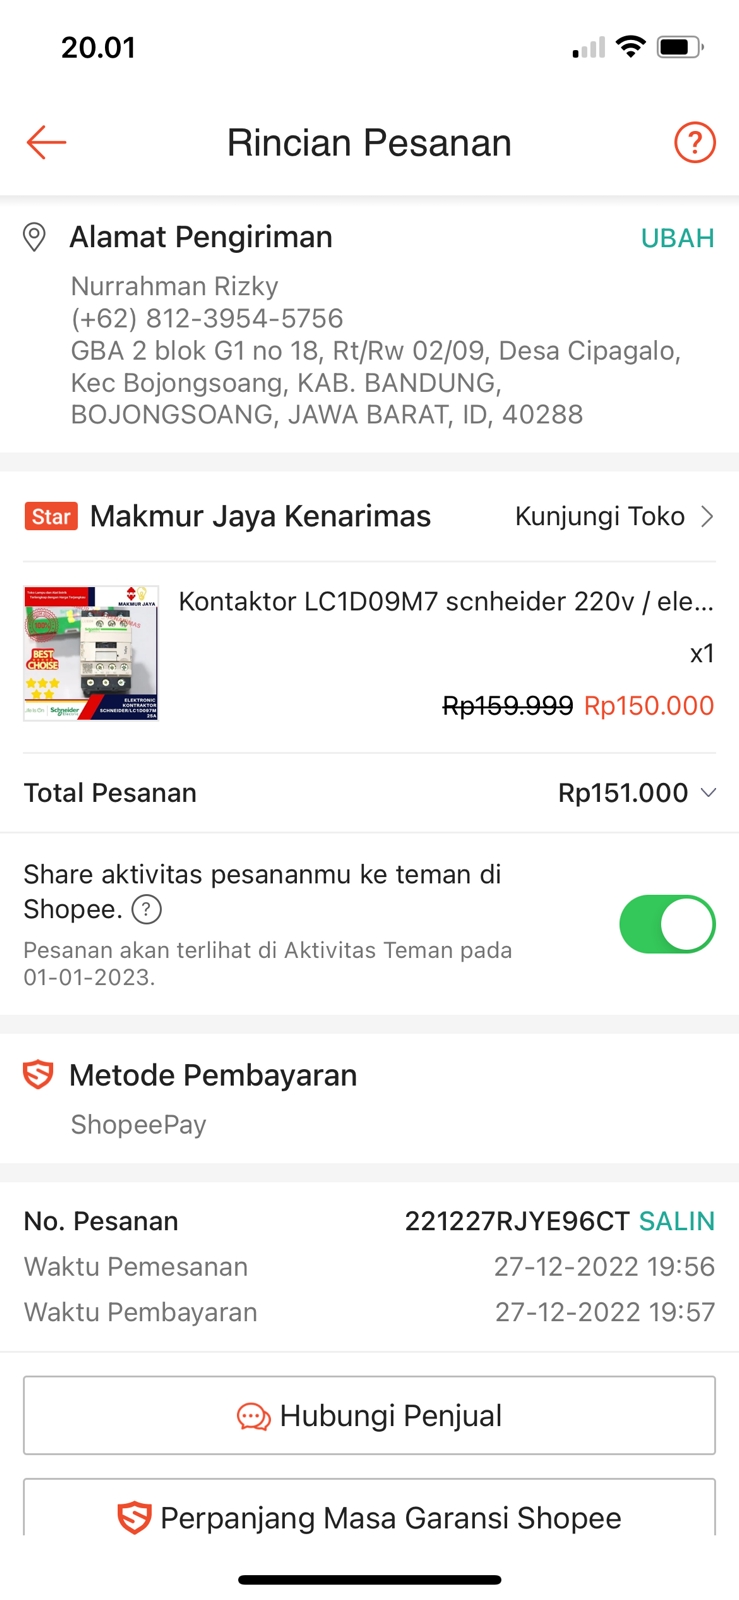 20.01
Rincian Pesanan
?
Alamat Pengiriman
UBAH
Nurrahman Rizky
(+62) 812-3954-5756
GBA 2 blok G1 no 18, Rt/Rw 02/09, Desa Cipagalo,
Kec Bojongsoang, KAB. BANDUNG,
BOJONGSOANG, JAWA BARAT, ID, 40288
Star Makmur Jaya Kenarimas
Kunjungi Toko
MAKMUR JAYA
100%
BEST
CHOISE
Schneider
ELEKTRONIC
KONTRAKTOR
SCHNEIDER/LC1D097M
25A
Kontaktor LC1D09M7 scnheider 220v / ele...
x1
Rp159.999 Rp150.000
Total Pesanan
Rp151.000
Share aktivitas pesananmu ke teman di
Shopee. ?
Pesanan akan terlihat di Aktivitas Teman pada
01-01-2023.
Metode Pembayaran
ShopeePay
No. Pesanan
221227RJYE96CT SALIN
Waktu Pemesanan
27-12-2022 19:56
Waktu Pembayaran
27-12-2022 19:57
Hubungi Penjual
Perpanjang Masa Garansi Shopee